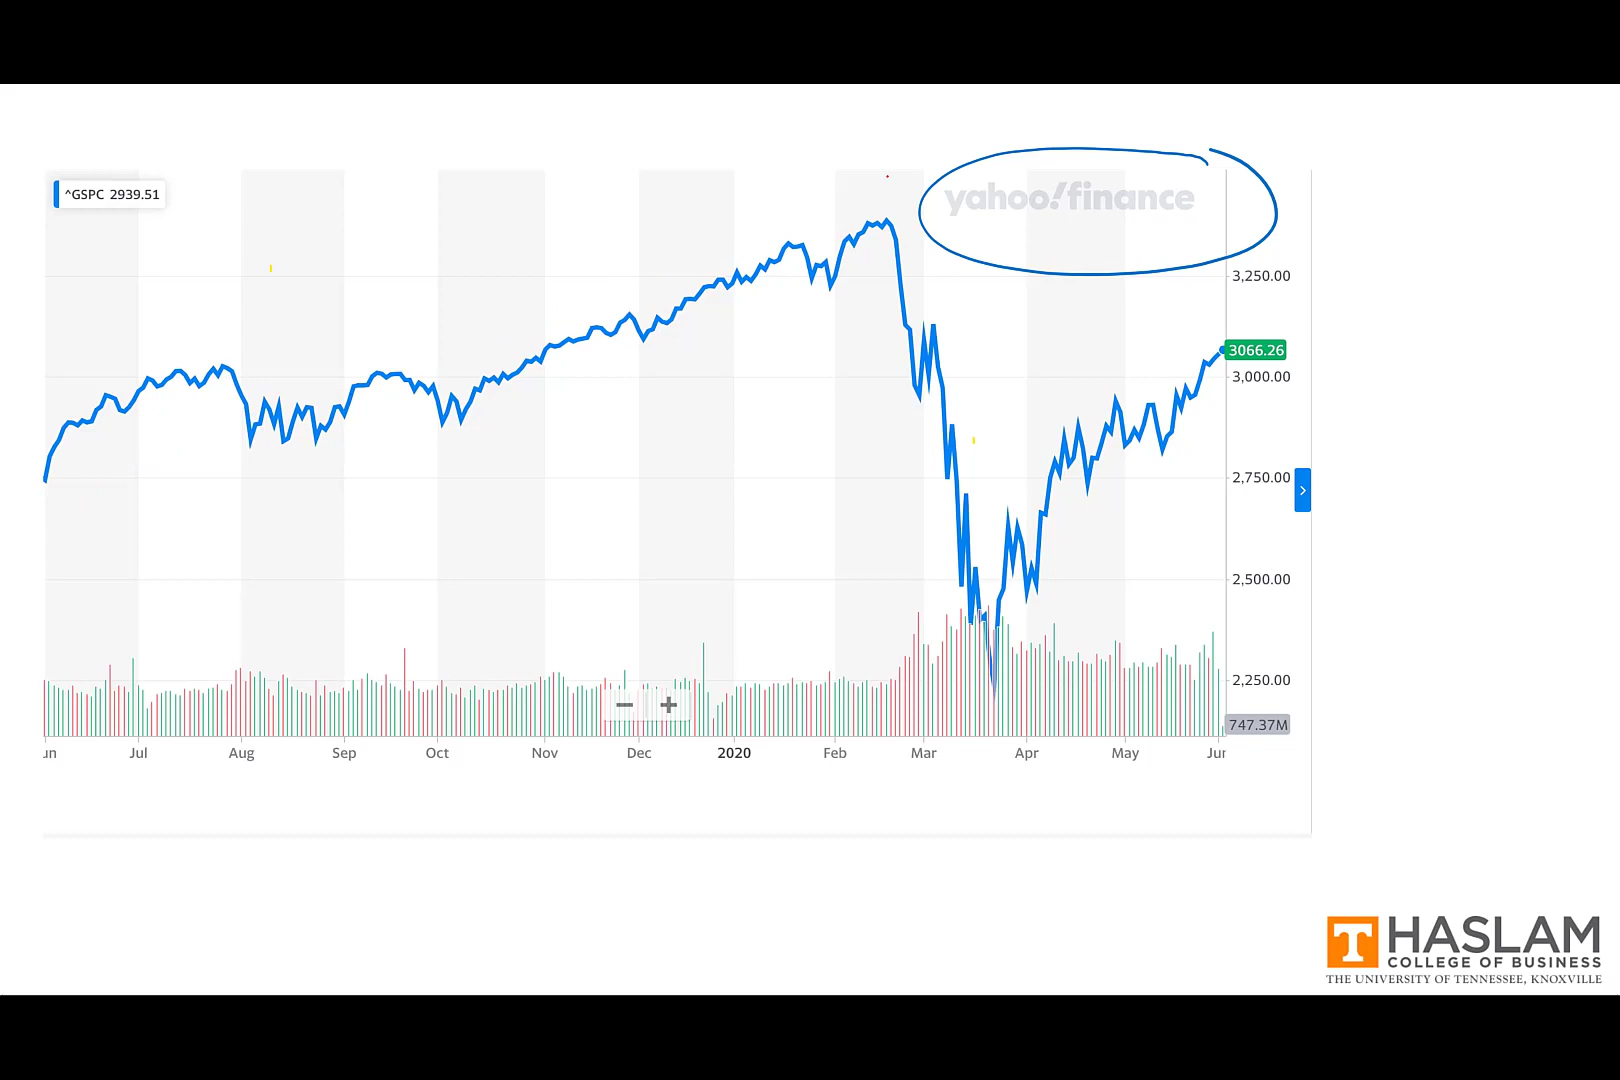 ^GSPC 2939.51
yahoo!finance
3,250.00
3066.26
3,000.00
2,750.00
2,500.00
2,250.00
747.37M
un Jul Aug Sep Oct Nov Dec 2020 Feb Mar Apr May Jun
T HASLAM
COLLEGE OF BUSINESS
THE UNIVERSITY OF TENNESSEE, KNOXVILLE